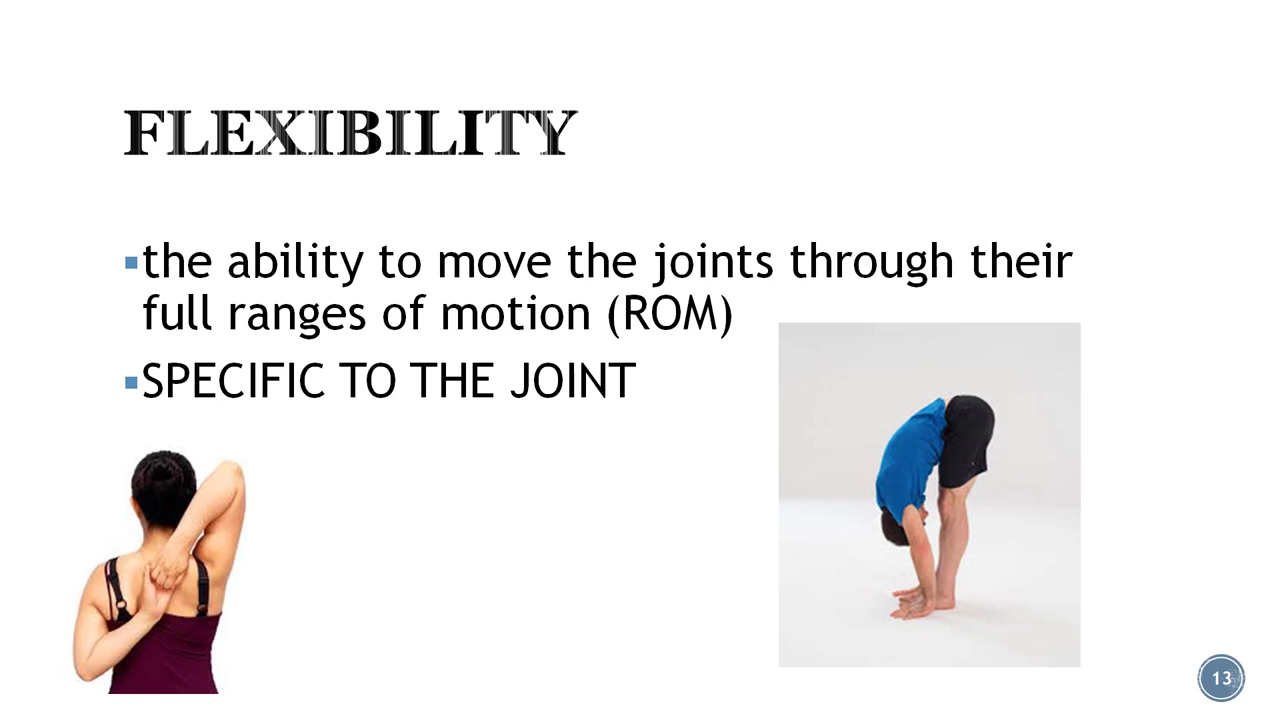 FLEXIBILITY
▪the ability to move the joints through their
full ranges of motion (ROM)
▪SPECIFIC TO THE JOINT
13